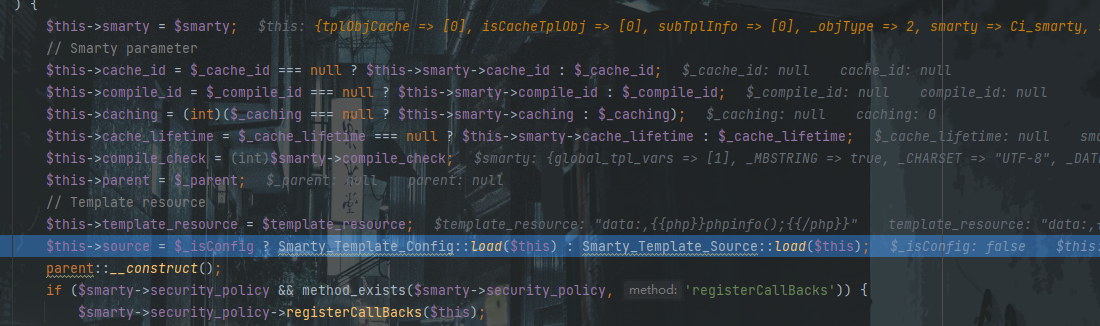 ) {
$this->smarty = $smarty;   $this: {tplObjCache => [0], isCacheTplObj => [0], subTplInfo => [0], _objType => 2, smarty => Ci_smarty,
// Smarty parameter
$this->cache_id = $_cache_id === null ? $this->smarty->cache_id : $_cache_id;   $_cache_id: null    cache_id: null
$this->compile_id = $_compile_id === null ? $this->smarty->compile_id : $_compile_id;   $_compile_id: null    compile_id: null
$this->caching = (int)($_caching === null ? $this->smarty->caching : $_caching);   $_caching: null    caching: 0
$this->cache_lifetime = $_cache_lifetime === null ? $this->smarty->cache_lifetime : $_cache_lifetime;   $_cache_lifetime: null    sma
$this->compile_check = (int)$smarty->compile_check;   $smarty: {global_tpl_vars => [1], _MBSTRING => true, _CHARSET => "UTF-8", _DAT
$this->parent = $_parent;   $_parent: null    parent: null
// Template resource
$this->template_resource = $template_resource;   $template_resource: "data:,{{php}}phpinfo();{{/php}}"    template_resource: "data:,
$this->source = $_isConfig ? Smarty_Template_Config::load($this) : Smarty_Template_Source::load($this);   $_isConfig: false    $this:
parent::__construct();
if ($smarty->security_policy && method_exists($smarty->security_policy, method: 'registerCallBacks')) {
$smarty->security_policy->registerCallBacks($this);